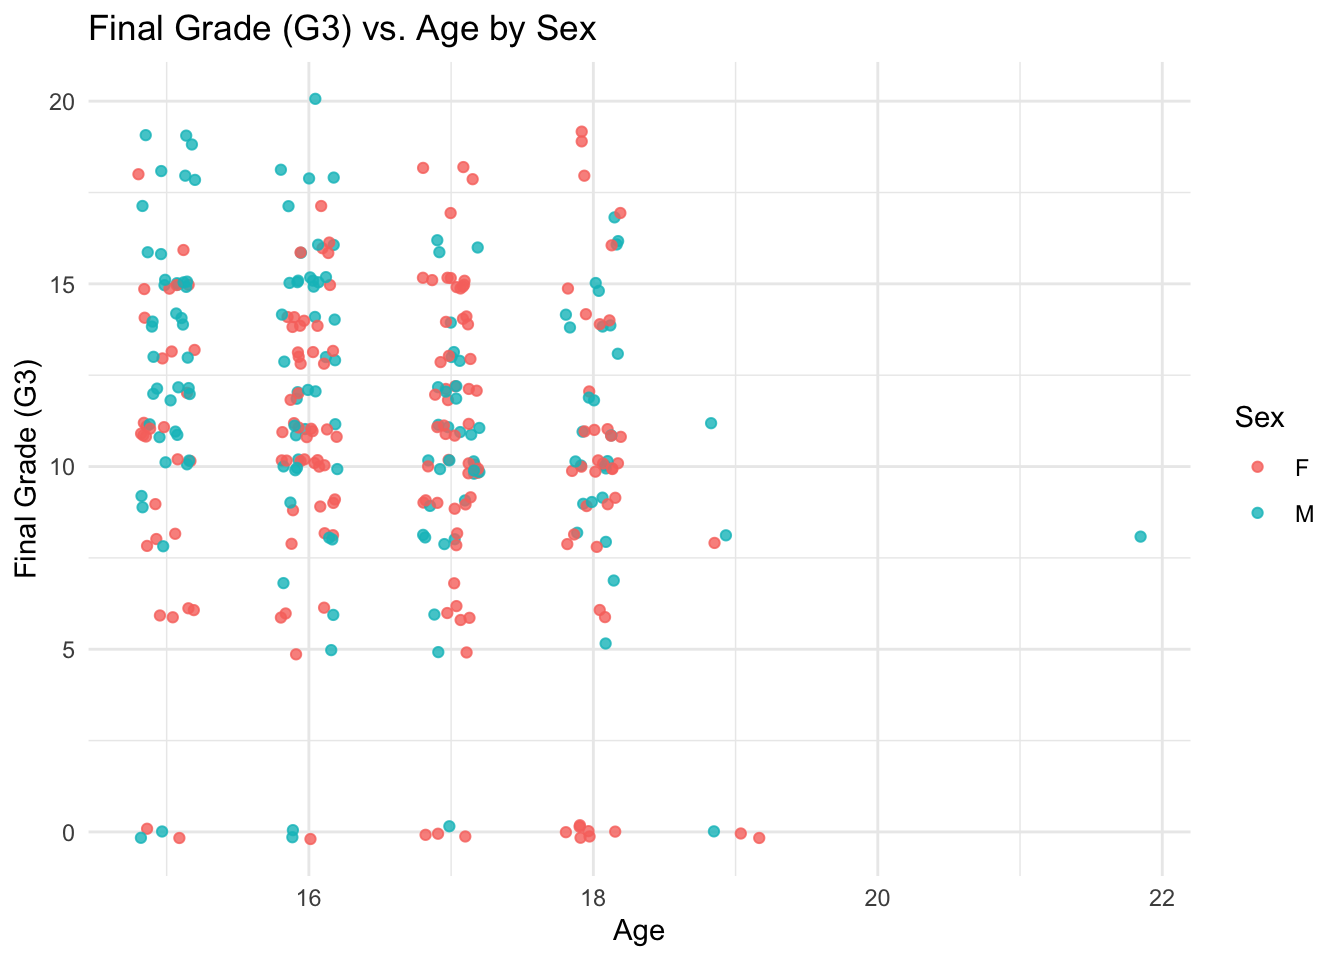 Final Grade (G3) vs. Age by Sex
20
15
10
5
0
Final Grade (G3)
16 18 20 22
Age
Sex
F
M